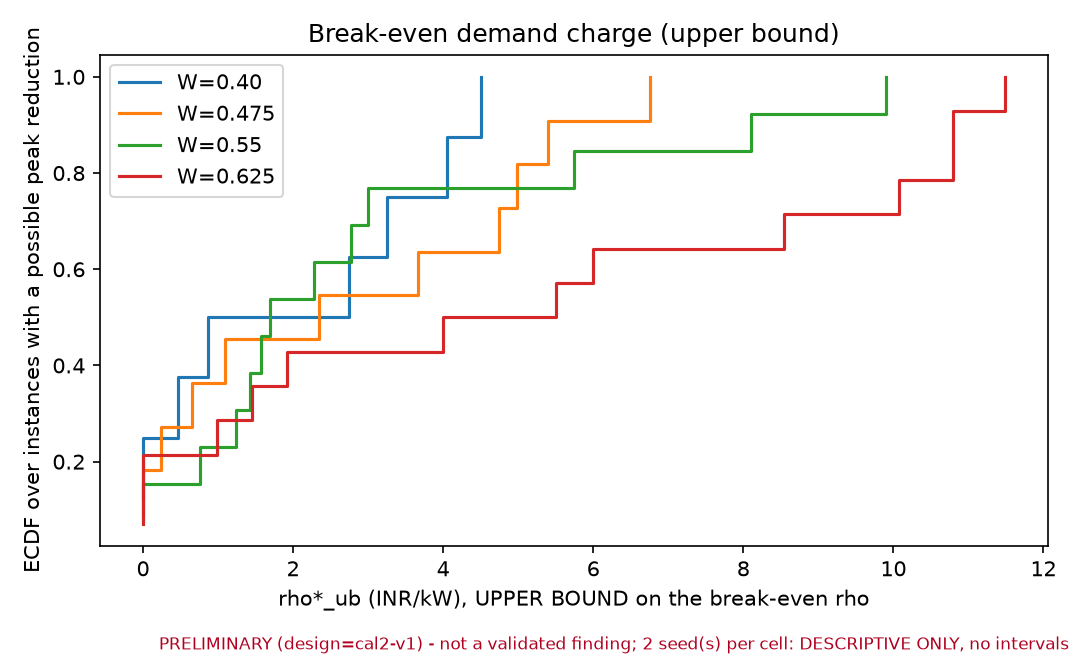 Break-even demand charge (upper bound)
W=0.40
W=0.475
W=0.55
W=0.625
ECDF over instances with a possible peak reduction
1.0
0.8
0.6
0.4
0.2
0 2 4 6 8 10 12
rho*_ub (INR/kW), UPPER BOUND on the break-even rho
PRELIMINARY (design=cal2-v1) - not a validated finding; 2 seed(s) per cell: DESCRIPTIVE ONLY, no intervals